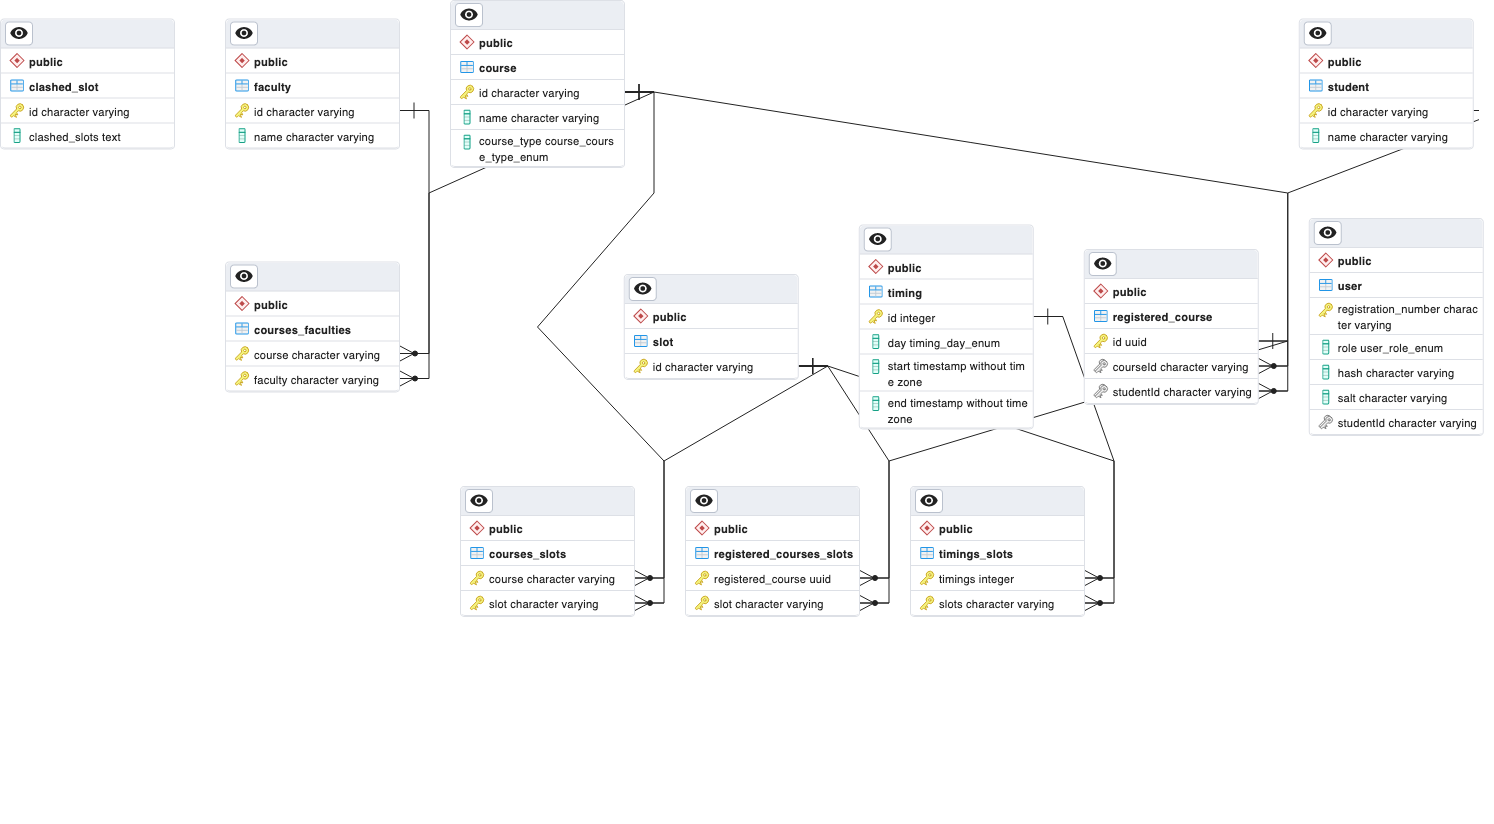 public
clashed_slot
id character varying
clashed_slots text
public
faculty
id character varying
name character varying
public
course
id character varying
name character varying
course_type course_cours
e_type_enum
public
student
id character varying
name character varying
public
courses_faculties
course character varying
faculty character varying
public
slot
id character varying
public
timing
id integer
day timing_day_enum
start timestamp without tim
e zone
end timestamp without time
zone
public
registered_course
id uuid
courseId character varying
studentId character varying
public
user
registration_number charac
ter varying
role user_role_enum
hash character varying
salt character varying
studentId character varying
public
courses_slots
course character varying
slot character varying
public
registered_courses_slots
registered_course uuid
slot character varying
public
timings_slots
timings integer
slots character varying